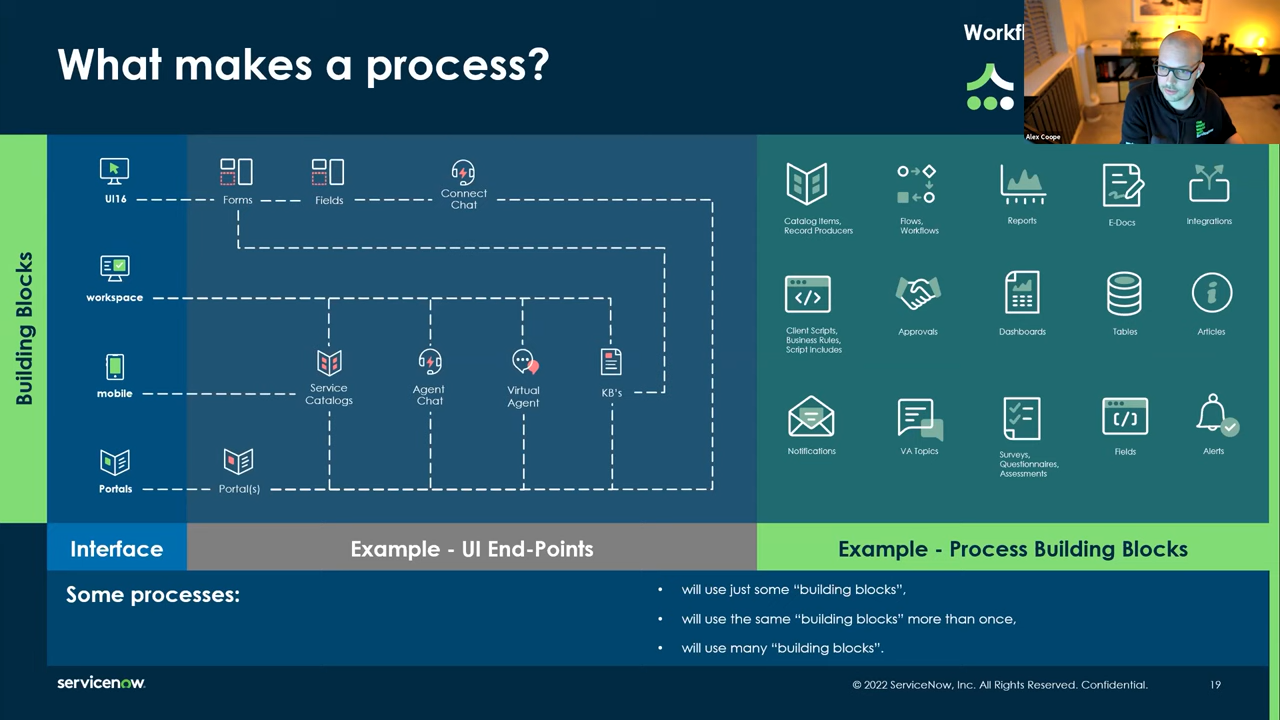 What makes a process?
Workfl
Alex Coope
Building Blocks
UI16
Forms
Fields
Connect
Chat
workspace
mobile
Service
Catalogs
Agent
Chat
Virtual
Agent
KB's
Portals
Portal(s)
Catalog Items,
Record Producers
Flows,
Workflows
Reports
E-Docs
Integrations
Client Scripts,
Business Rules,
Script Includes
Approvals
Dashboards
Tables
Articles
Notifications
VA Topics
Surveys,
Questionnaires,
Assessments
Fields
Alerts
Interface
Example - UI End-Points
Example - Process Building Blocks
Some processes:
• will use just some “building blocks”,
• will use the same “building blocks” more than once,
• will use many “building blocks”.
servicenow.
© 2022 ServiceNow, Inc. All Rights Reserved. Confidential.
19